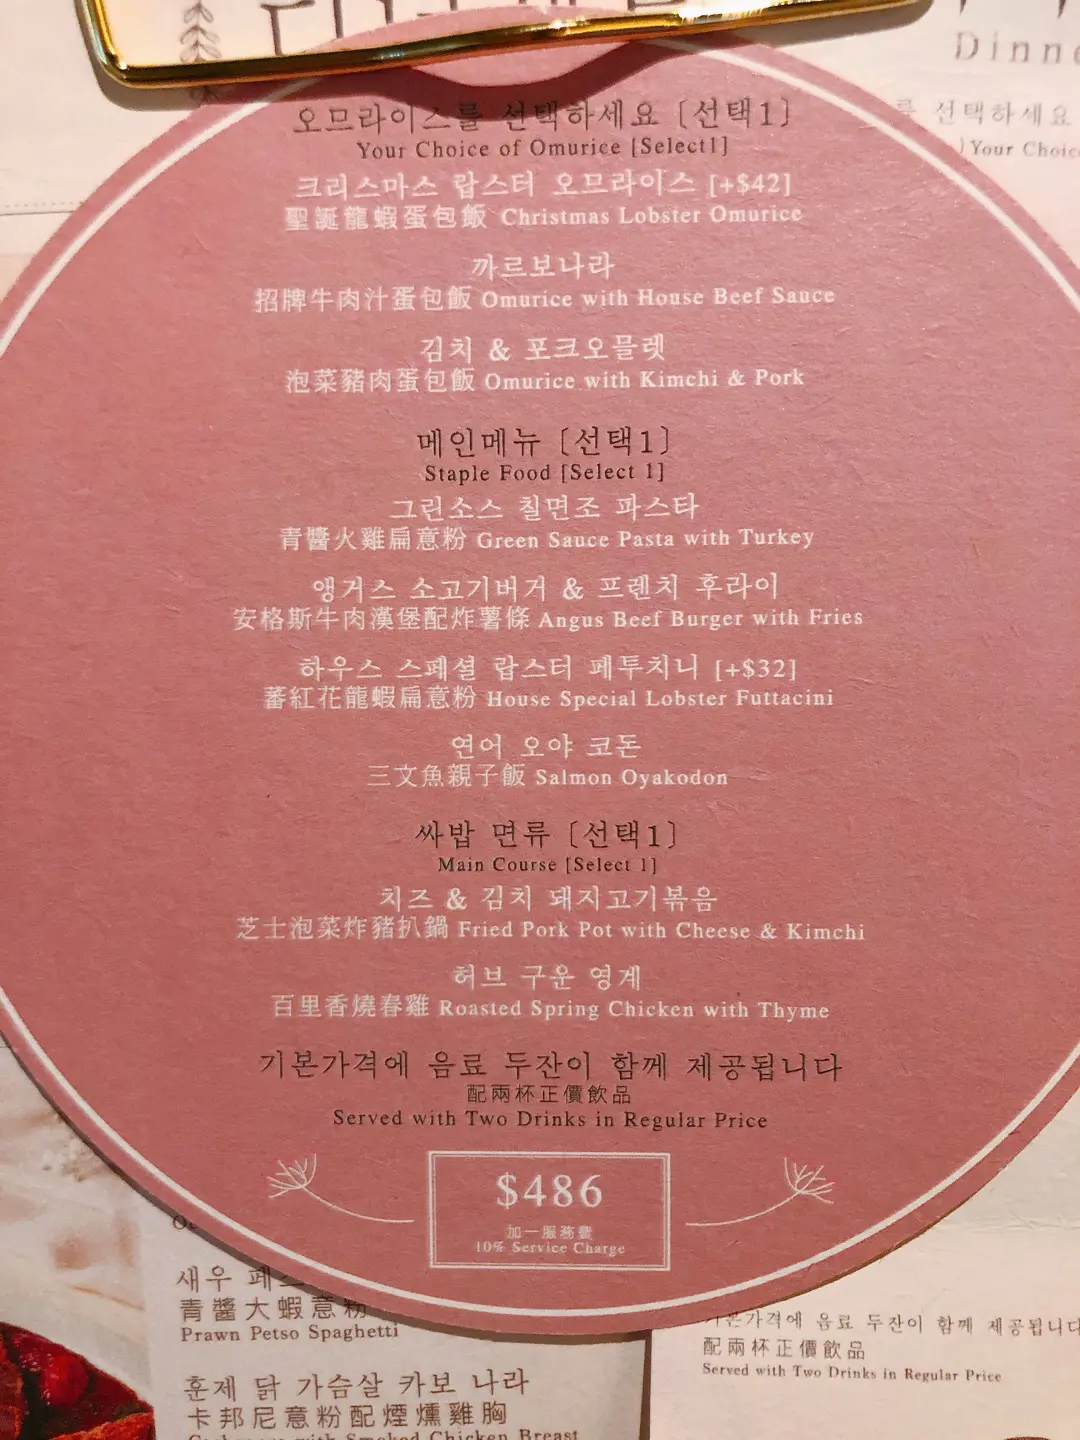 Dinn
를 선택하세요
)Your Choic
오므라이스를 선택하세요 [선택1]
Your Choice of Omurice [Select1]
크리스마스 랍스터 오므라이스 [+$42]
聖誕龍蝦蛋包飯 Christmas Lobster Omurice
까르보나라
招牌牛肉汁蛋包飯 Omurice with House Beef Sauce
김치 & 포크오믈렛
泡菜豬肉蛋包飯 Omurice with Kimchi & Pork
메인메뉴 [선택1]
Staple Food [Select 1]
그린소스 칠면조 파스타
青醬火雞扁意粉 Green Sauce Pasta with Turkey
앵거스 소고기버거 & 프렌치 후라이
安格斯牛肉漢堡配炸薯條 Angus Beef Burger with Fries
하우스 스페셜 랍스터 페투치니 [+$32]
蕃紅花龍蝦扁意粉 House Special Lobster Futtacini
연어 오야 코돈
三文魚親子飯 Salmon Oyakodon
싸밥 면류 [선택1]
Main Course [Select 1]
치즈 & 김치 돼지고기볶음
芝士泡菜炸豬扒鍋 Fried Pork Pot with Cheese & Kimchi
허브 구운 영계
百里香燒春雞 Roasted Spring Chicken with Thyme
기본가격에 음료 두잔이 함께 제공됩니다
配兩杯正價飲品
Served with Two Drinks in Regular Price
$486
加一服務費
10% Service Charge
새우 페스
青醬大蝦意粉
Prawn Petso Spaghetti
훈제 닭 가슴살 카보 나라
卡邦尼意粉配煙燻雞胸
with Smoked Chicken Breast
기본가격에 음료 두잔이 함께 제공됩니다
配兩杯正價飲品
Served with Two Drinks in Regular Price